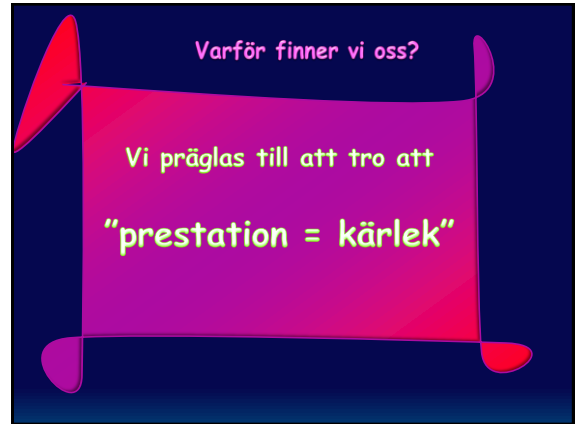 Varför finner vi oss?
Vi präglas till att tro att
”prestation = kärlek”